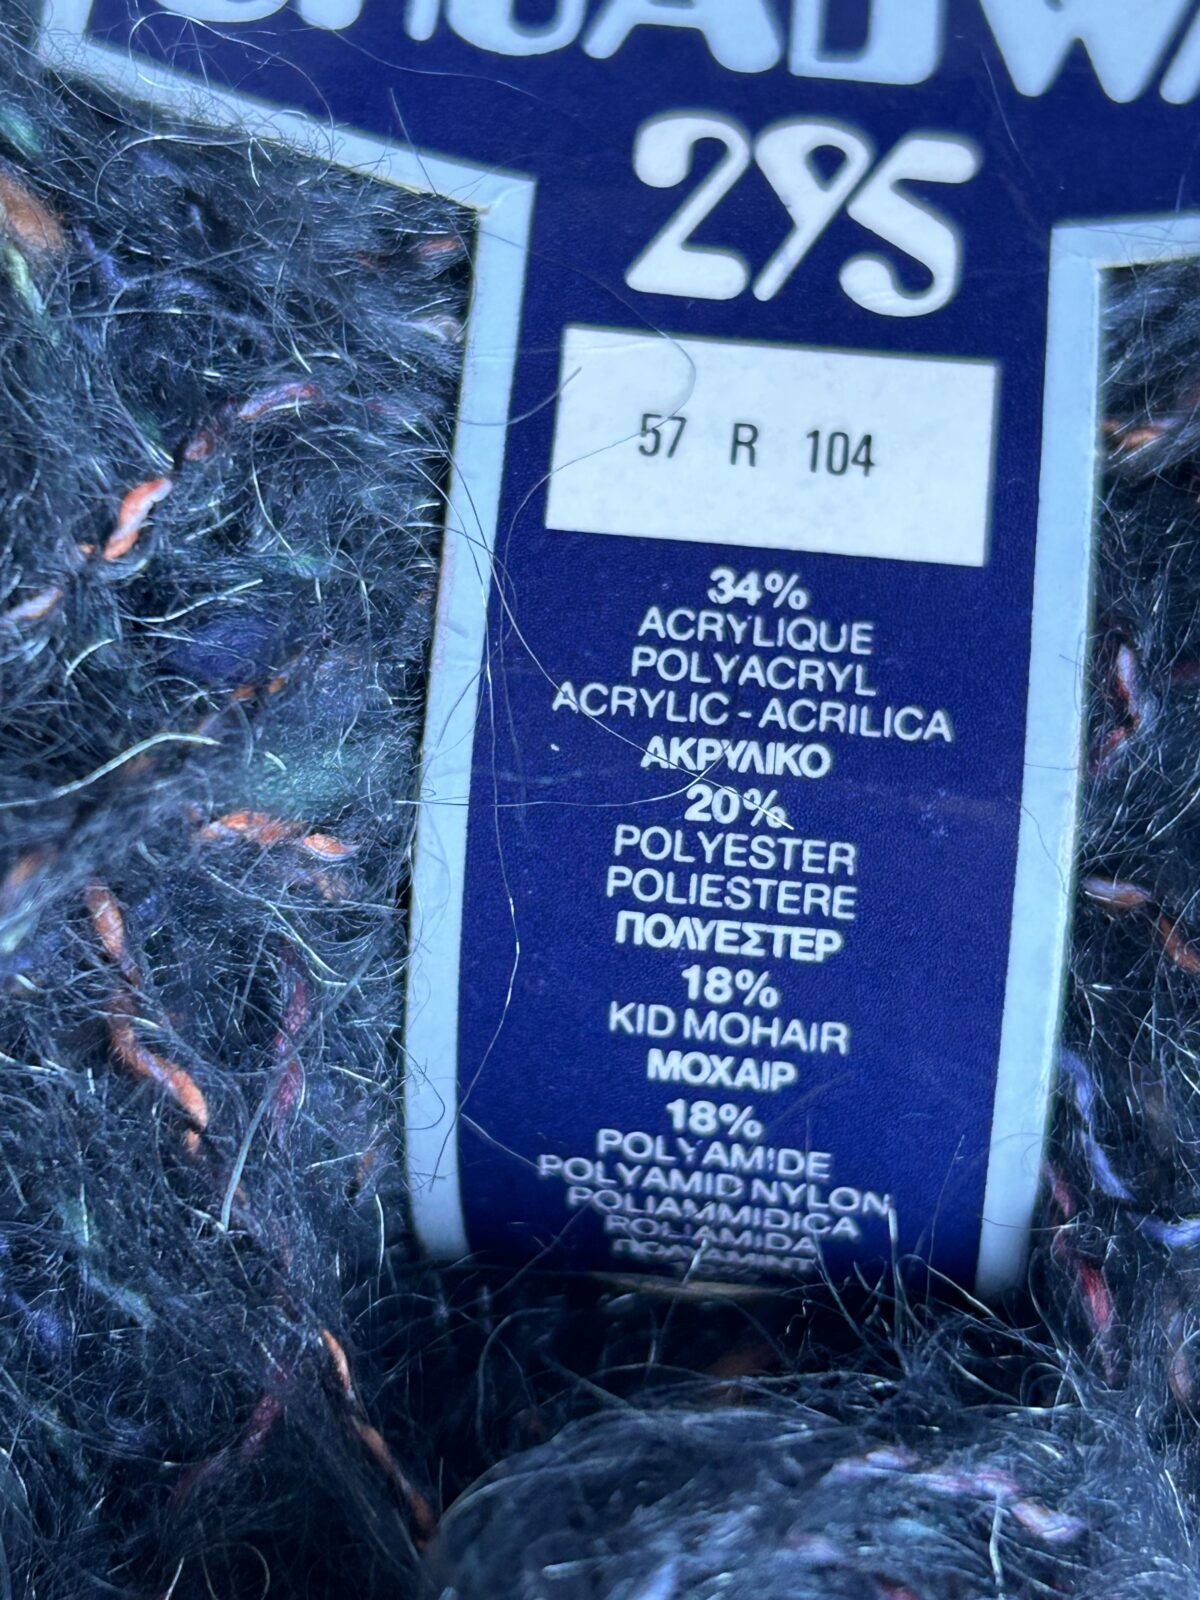 295
57 R 104
34%
ACRYLIQUE
POLYACRYL
ACRYLIC - ACRILICA
ΑΚΡΥΛΙΚΟ
20%
POLYESTER
POLIESTERE
ΠΟΛΥΕΣΤΕΡ
18%
KID MOHAIR
ΜΟΧΑΙΡ
18%
POLYAMIDE
POLYAMID NYLON
POLIAMMIDICA
POLIAMIDA